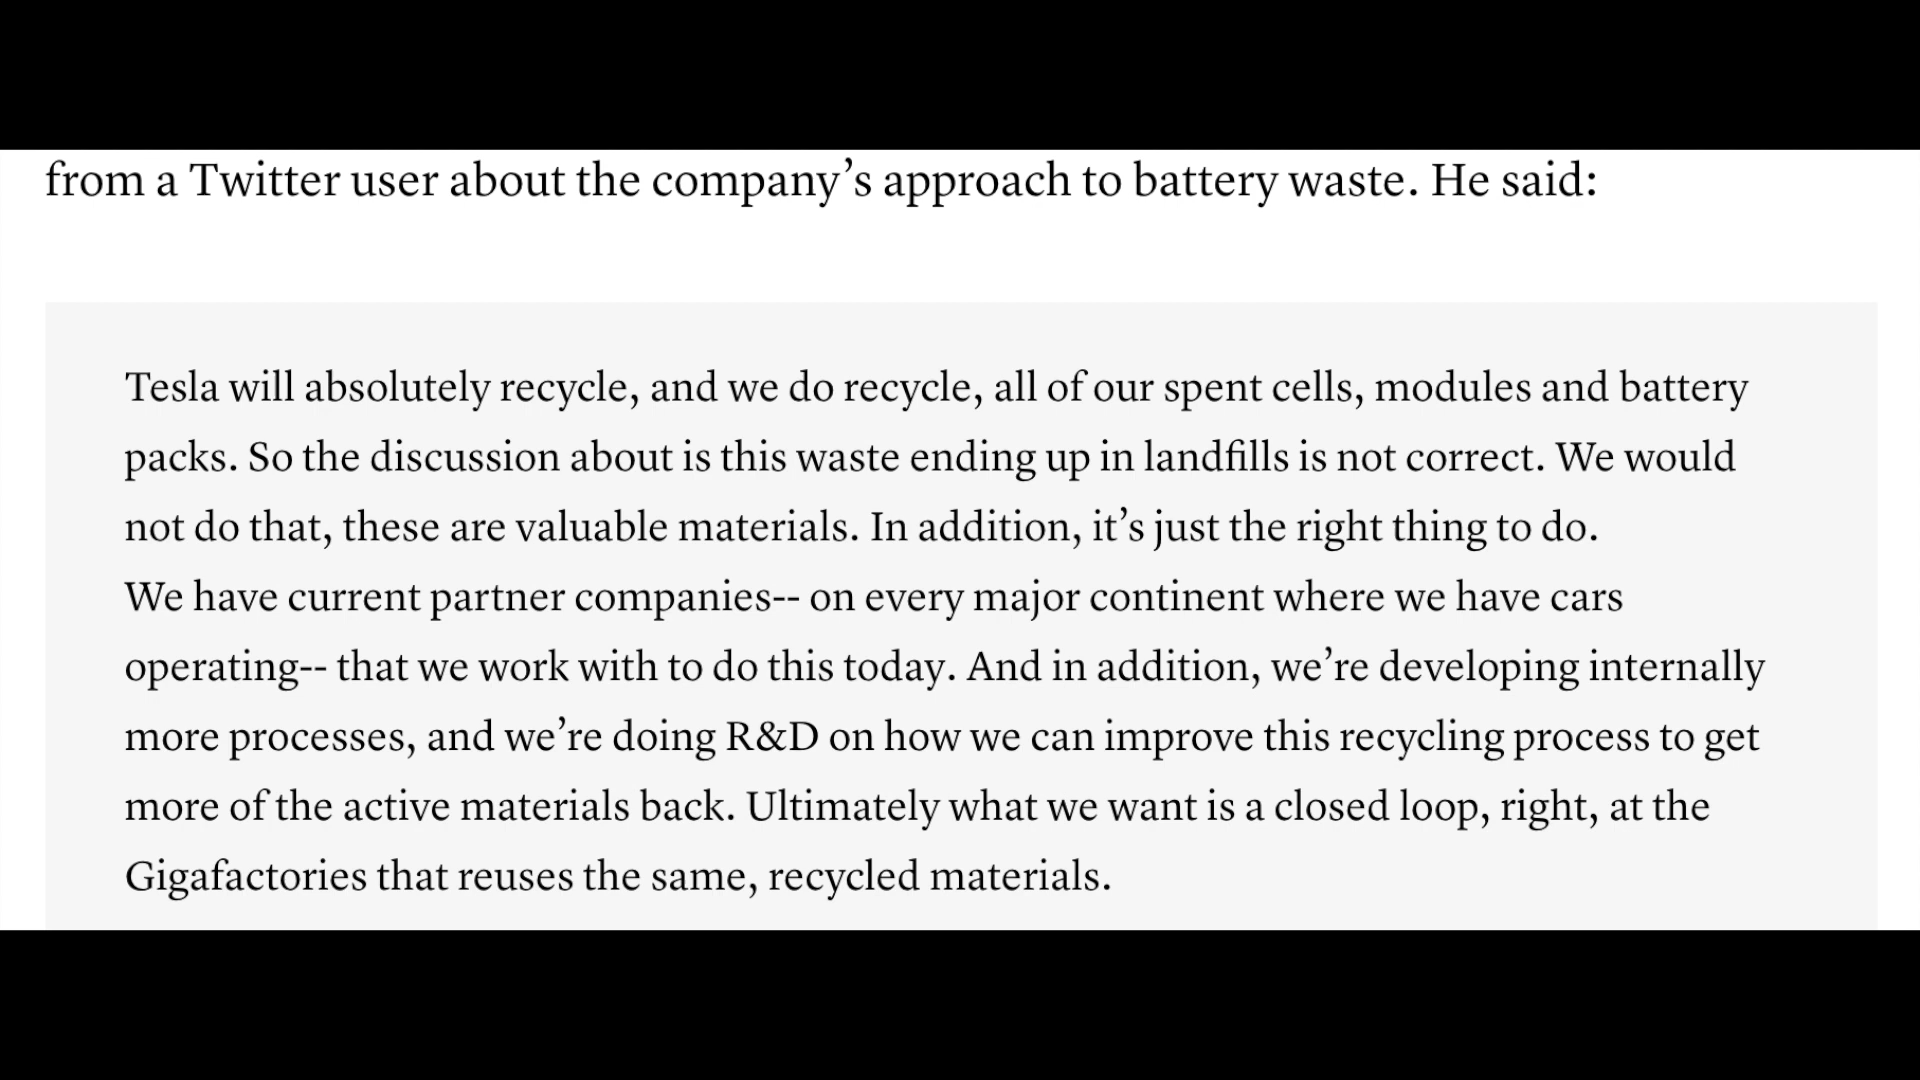 from a Twitter user about the company’s approach to battery waste. He said:
Tesla will absolutely recycle, and we do recycle, all of our spent cells, modules and battery
packs. So the discussion about is this waste ending up in landfills is not correct. We would
not do that, these are valuable materials. In addition, it’s just the right thing to do.
We have current partner companies-- on every major continent where we have cars
operating-- that we work with to do this today. And in addition, we’re developing internally
more processes, and we’re doing R&D on how we can improve this recycling process to get
more of the active materials back. Ultimately what we want is a closed loop, right, at the
Gigafactories that reuses the same, recycled materials.